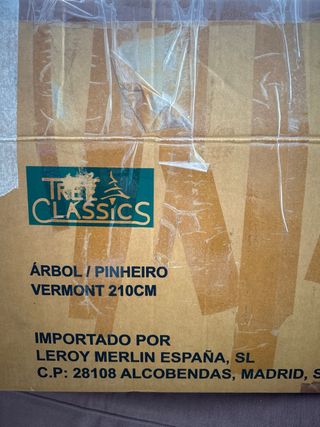 TREE
CLASSICS
ÁRBOL / PINHEIRO
VERMONT 210CM
IMPORTADO POR
LEROY MERLIN ESPAÑA, SL
C.P: 28108 ALCOBENDAS, MADRID, S